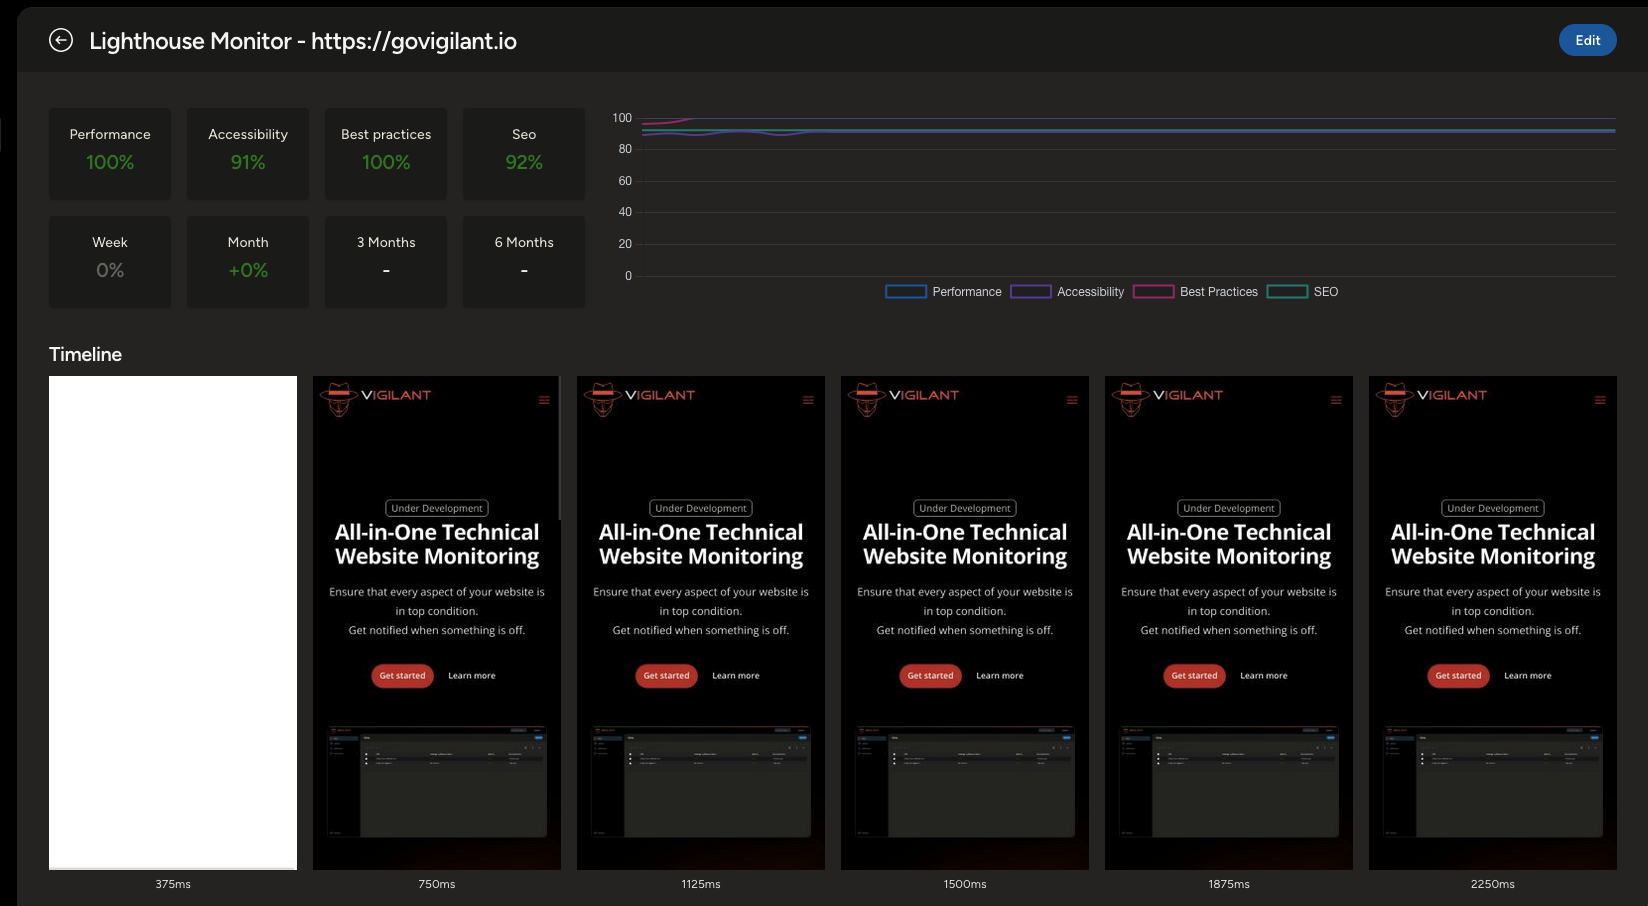 Lighthouse Monitor - https://govigilant.io
Edit
Performance
100%
Accessibility
91%
Best practices
100%
Seo
92%
Week
0%
Month
+0%
3 Months
-
6 Months
-
100
80
60
40
20
0
Performance
Accessibility
Best Practices
SEO
Timeline
VIGILANT
Under Development
All-in-One Technical
Website Monitoring
Ensure that every aspect of your website is
in top condition.
Get notified when something is off.
Get started
Learn more
VIGILANT
Under Development
All-in-One Technical
Website Monitoring
Ensure that every aspect of your website is
in top condition.
Get notified when something is off.
Get started
Learn more
VIGILANT
Under Development
All-in-One Technical
Website Monitoring
Ensure that every aspect of your website is
in top condition.
Get notified when something is off.
Get started
Learn more
VIGILANT
Under Development
All-in-One Technical
Website Monitoring
Ensure that every aspect of your website is
in top condition.
Get notified when something is off.
Get started
Learn more
VIGILANT
Under Development
All-in-One Technical
Website Monitoring
Ensure that every aspect of your website is
in top condition.
Get notified when something is off.
Get started
Learn more
375ms
750ms
1125ms
1500ms
1875ms
2250ms